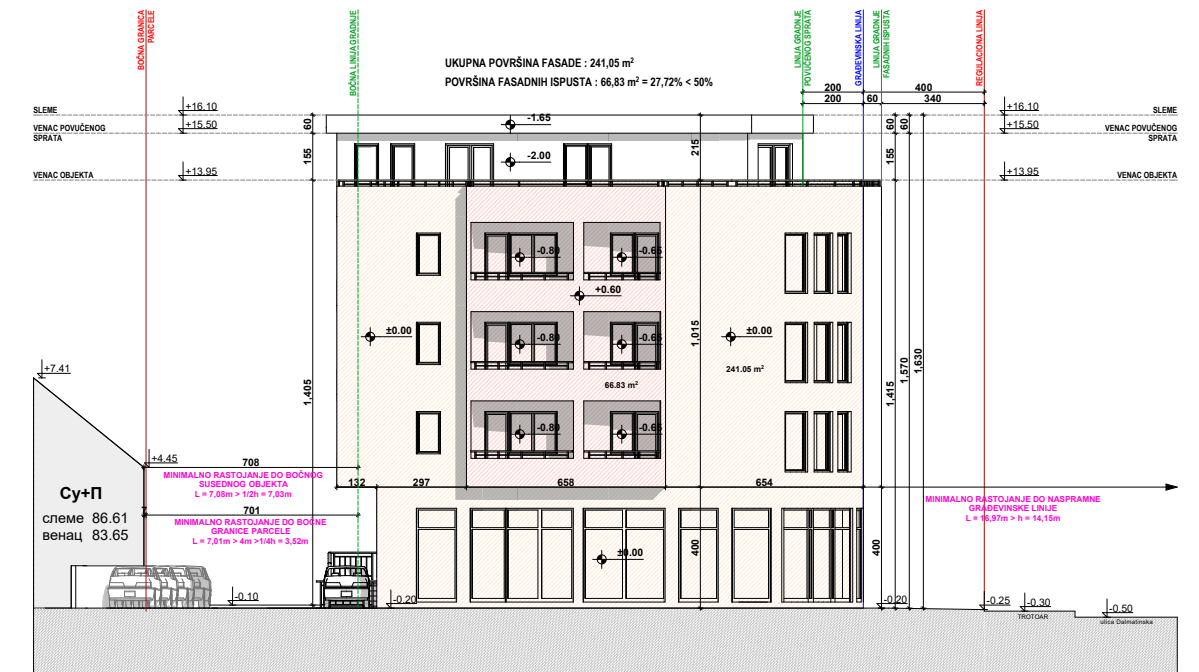 BOČNA GRANICA
PARCELE
BOČNA LINIJA GRADNJE
UKUPNA POVRŠINA FASADE : 241,05 m²
POVRŠINA FASADNIH ISPUSTA : 66,83 m² = 27,72% < 50%
LINIJA GRADNJE
POVUČENOG SPRATA
GRAĐEVINSKA LINIJA
LINIJA GRADNJE
FASADNIH ISPUSTA
REGULACIONA LINIJA
200
400
200
60
340
SLEME
+16.10
VENAC POVUČENOG
SPRATA
+15.50
VENAC OBJEKTA
+13.95
+16.10
SLEME
+15.50
VENAC POVUČENOG
SPRATA
+13.95
VENAC OBJEKTA
60
155
1,405
-1.65
-2.00
215
1,015
400
60
60
155
1,415
1,570
1,630
400
-0.80
-0.65
+0.60
±0.00
-0.80
-0.65
±0.00
241.05 m²
66.83 m²
-0.80
-0.65
+7.41
+4.45
708
MINIMALNO RASTOJANJE DO BOČNOG
SUSEDNOG OBJEKTA
L = 7,08m > 1/2h = 7,03m
132
297
658
654
701
MINIMALNO RASTOJANJE DO BOČNE
GRANICE PARCELE
L = 7,01m > 4m >1/4h = 3,52m
MINIMALNO RASTOJANJE DO NASPRAMNE
GRAĐEVINSKE LINIJE
L = 16,97m > h = 14,15m
Су+П
слеме 86.61
венац 83.65
±0.00
-0.10
-0.20
-0.20
-0.25
-0.30
TROTOAR
-0.50
ulica Dalmatinska